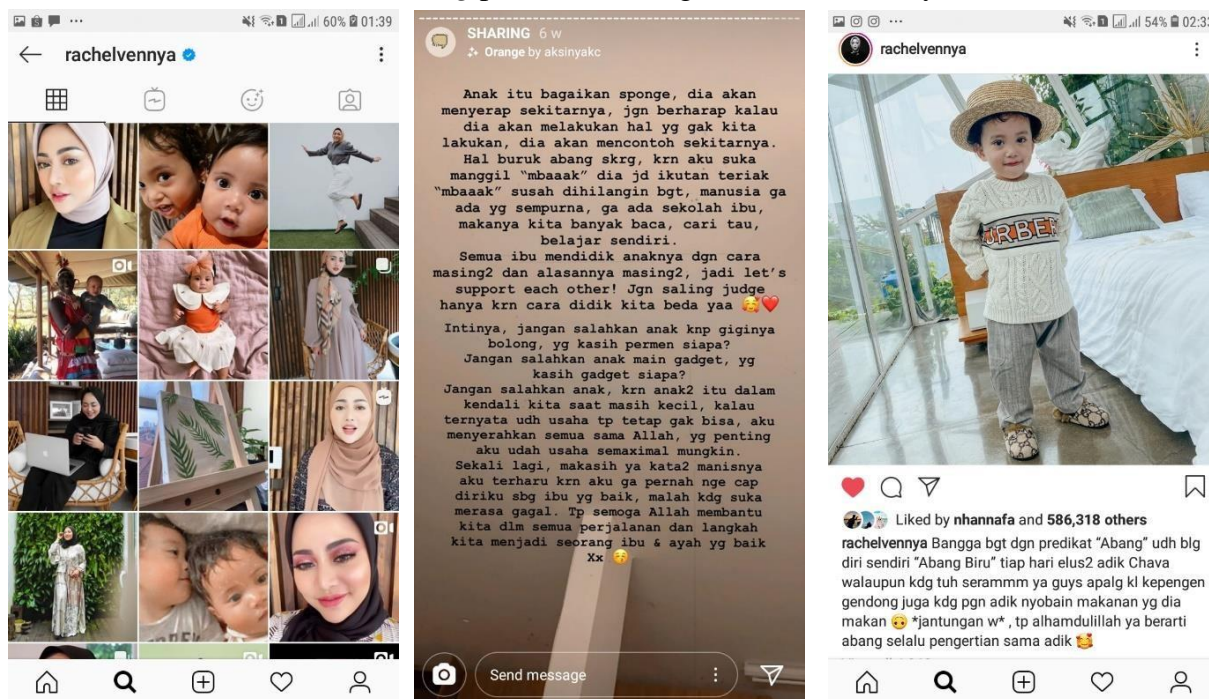 60% 01:39
rachelvennya
SHARING 6 w
Orange by aksinyakc
Anak itu bagaikan sponge, dia akan
menyerap sekitarnya, jgn berharap kalau
dia akan melakukan hal yg gak kita
lakukan, dia akan mencontoh sekitarnya.
Hal buruk abang skrg, krn aku suka
manggil “mbaaak” dia jd ikutan teriak
“mbaaak” susah dihilangin bgt, manusia ga
ada yg sempurna, ga ada sekolah ibu,
makanya kita banyak baca, cari tau,
belajar sendiri.
Semua ibu mendidik anaknya dgn cara
masing2 dan alasannya masing2, jadi let's
support each other! Jgn saling judge
hanya krn cara didik kita beda yaa 🥰❤️
Intinya, jangan salahkan anak knp giginya
bolong, yg kasih permen siapa?
Jangan salahkan anak main gadget, yg
kasih gadget siapa?
Jangan salahkan anak, krn anak2 itu dalam
kendali kita saat masih kecil, kalau
ternyata udh usaha tp tetap gak bisa, aku
menyerahkan semua sama Allah, yg penting
aku udah usaha semaximal mungkin.
Sekali lagi, makasih ya kata2 manisnya
aku terharu krn aku ga pernah nge cap
diriku sbg ibu yg baik, malah kdg suka
merasa gagal. Tp semoga Allah membantu
kita dlm semua perjalanan dan langkah
kita menjadi seorang ibu & ayah yg baik
Xx 😚
Send message
54% 02:33
rachelvennya
URBER
Liked by nhannafa and 586,318 others
rachelvennya Bangga bgt dgn predikat “Abang” udh blg
diri sendiri “Abang Biru” tiap hari elus2 adik Chava
walaupun kdg tuh serammm ya guys apalg kl kepengen
gendong juga kdg pgn adik nyobain makanan yg dia
makan 😳 *jantungan w* , tp alhamdulillah ya berarti
abang selalu pengertian sama adik 🥰